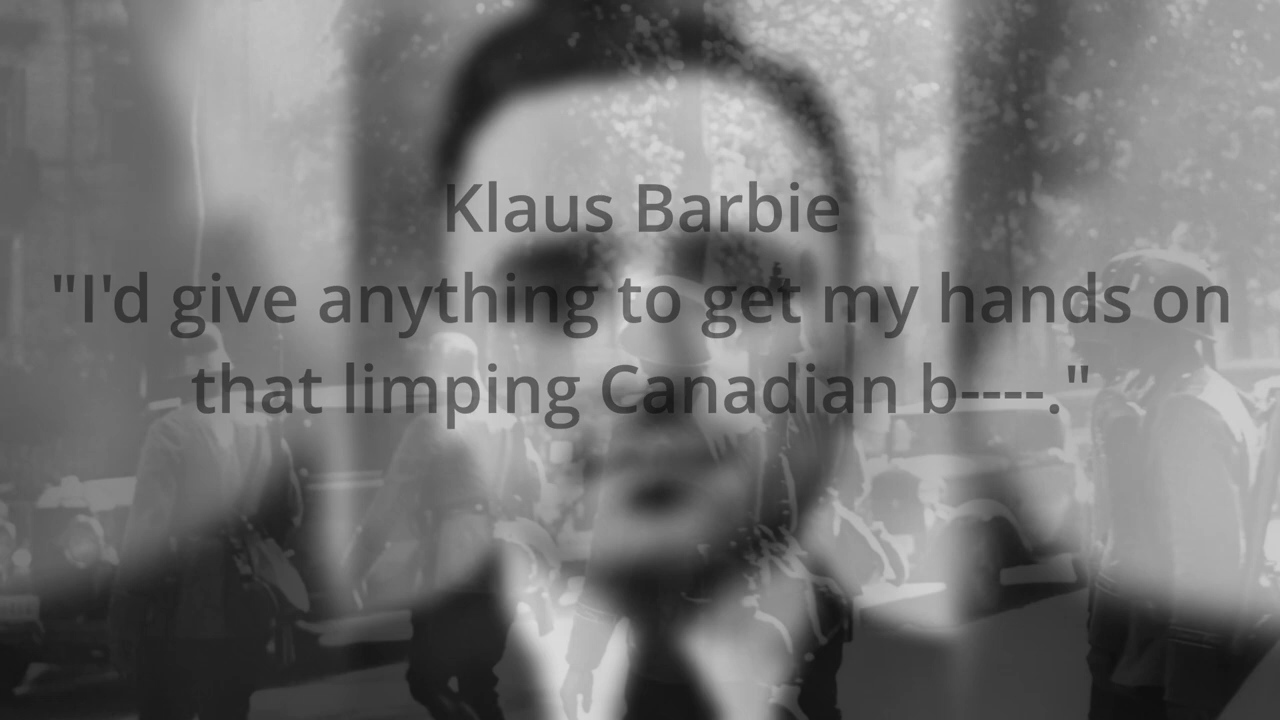 Klaus Barbie
"I'd give anything to get my hands on
that limping Canadian b----."